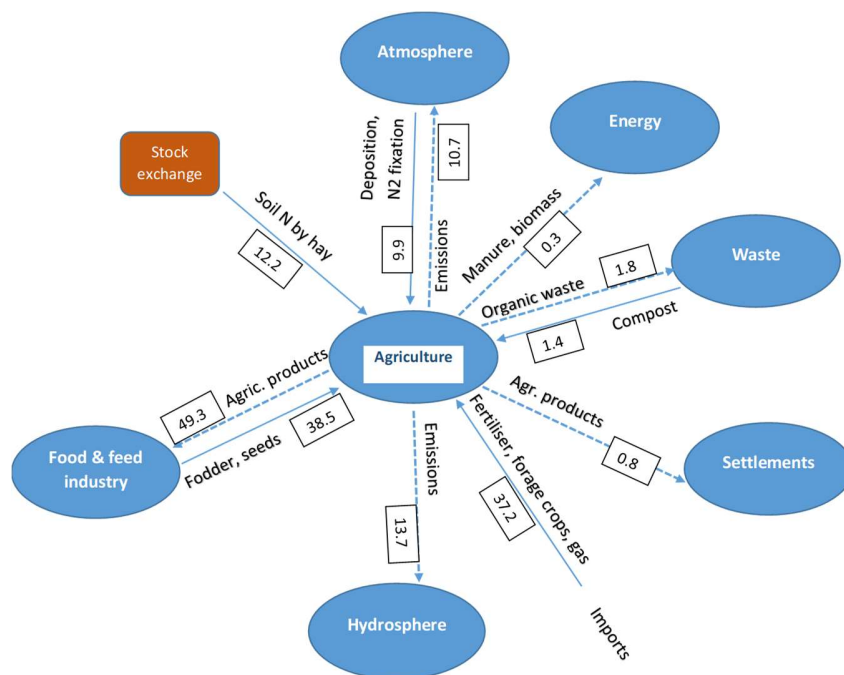 Atmosphere
Energy
Stock
exchange
Deposition,
N2 fixation
10.7
Soil N by hay
12.2
9.9
Emissions
Manure, biomass
0.3
Waste
Organic waste
1.8
Compost
1.4
Agriculture
Agric. products
49.3
38.5
Fodder, seeds
Food & feed
industry
Emissions
13.7
Fertiliser, forage crops, gas
37.2
Imports
Agr. products
0.8
Settlements
Hydrosphere